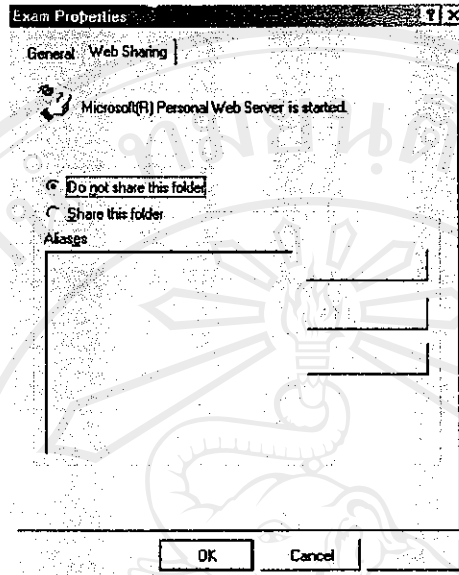 Exam Properties
General Web Sharing
Microsoft(R) Personal Web Server is started.
Do not share this folder
Share this folder
Aliases
OK Cancel